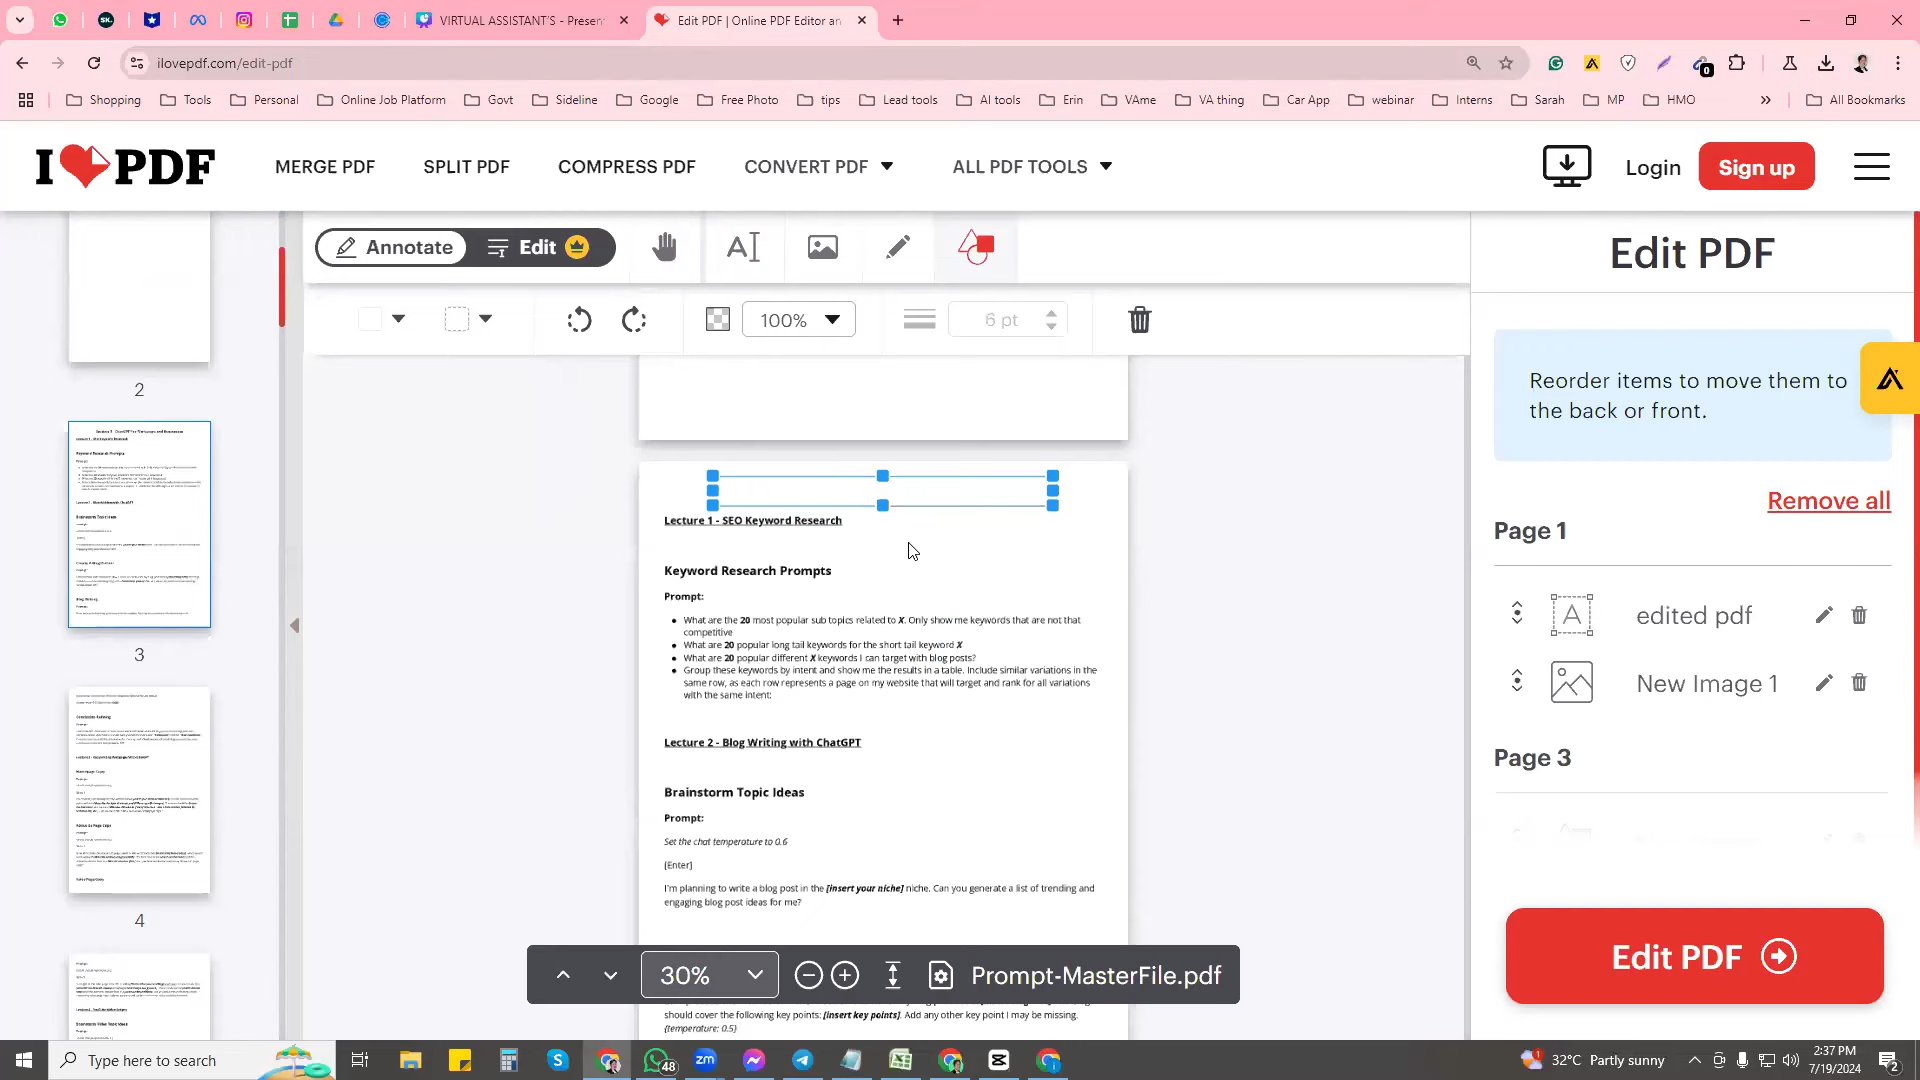 VIRTUAL ASSISTANT'S - Presen
Edit PDF | Online PDF Editor an
ilovepdf.com/edit-pdf
0
Shopping
Tools
Personal
Online Job Platform
Govt
Sideline
Google
Free Photo
tips
Lead tools
AI tools
Erin
VAme
VA thing
Car App
webinar
Interns
Sarah
MP
HMO
All Bookmarks
I PDF
MERGE PDF
SPLIT PDF
COMPRESS PDF
CONVERT PDF
ALL PDF TOOLS
Login
Sign up
Annotate
Edit
100%
6 pt
2
3
4
Lecture 1 - SEO Keyword Research
Keyword Research Prompts
Prompt:
What are the 20 most popular sub topics related to X. Only show me keywords that are not that
competitive
What are 20 popular long tail keywords for the short tail keyword X
What are 20 popular different X keywords I can target with blog posts?
Group these keywords by intent and show me the results in a table. Include similar variations in the
same row, as each row represents a page on my website that will target and rank for all variations
with the same intent:
Lecture 2 - Blog Writing with ChatGPT
Brainstorm Topic Ideas
Prompt:
Set the chat temperature to 0.6
[Enter]
I'm planning to write a blog post in the [insert your niche] niche. Can you generate a list of trending and
engaging blog post ideas for me?
should cover the following key points: [insert key points]. Add any other key point I may be missing.
{temperature: 0.5}
30%
Prompt-MasterFile.pdf
Edit PDF
Reorder items to move them to
the back or front.
Remove all
Page 1
edited pdf
New Image 1
Page 3
Edit PDF
Type here to search
48
32°C Partly sunny
2:37 PM
7/19/2024
2